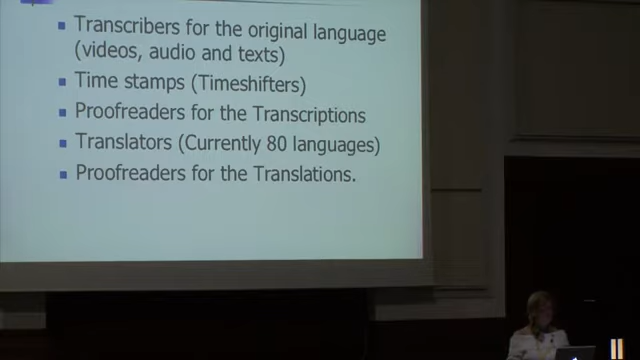 Transcribers for the original language
(videos, audio and texts)
Time stamps (Timeshifters)
Proofreaders for the Transcriptions
Translators (Currently 80 languages)
Proofreaders for the Translations.